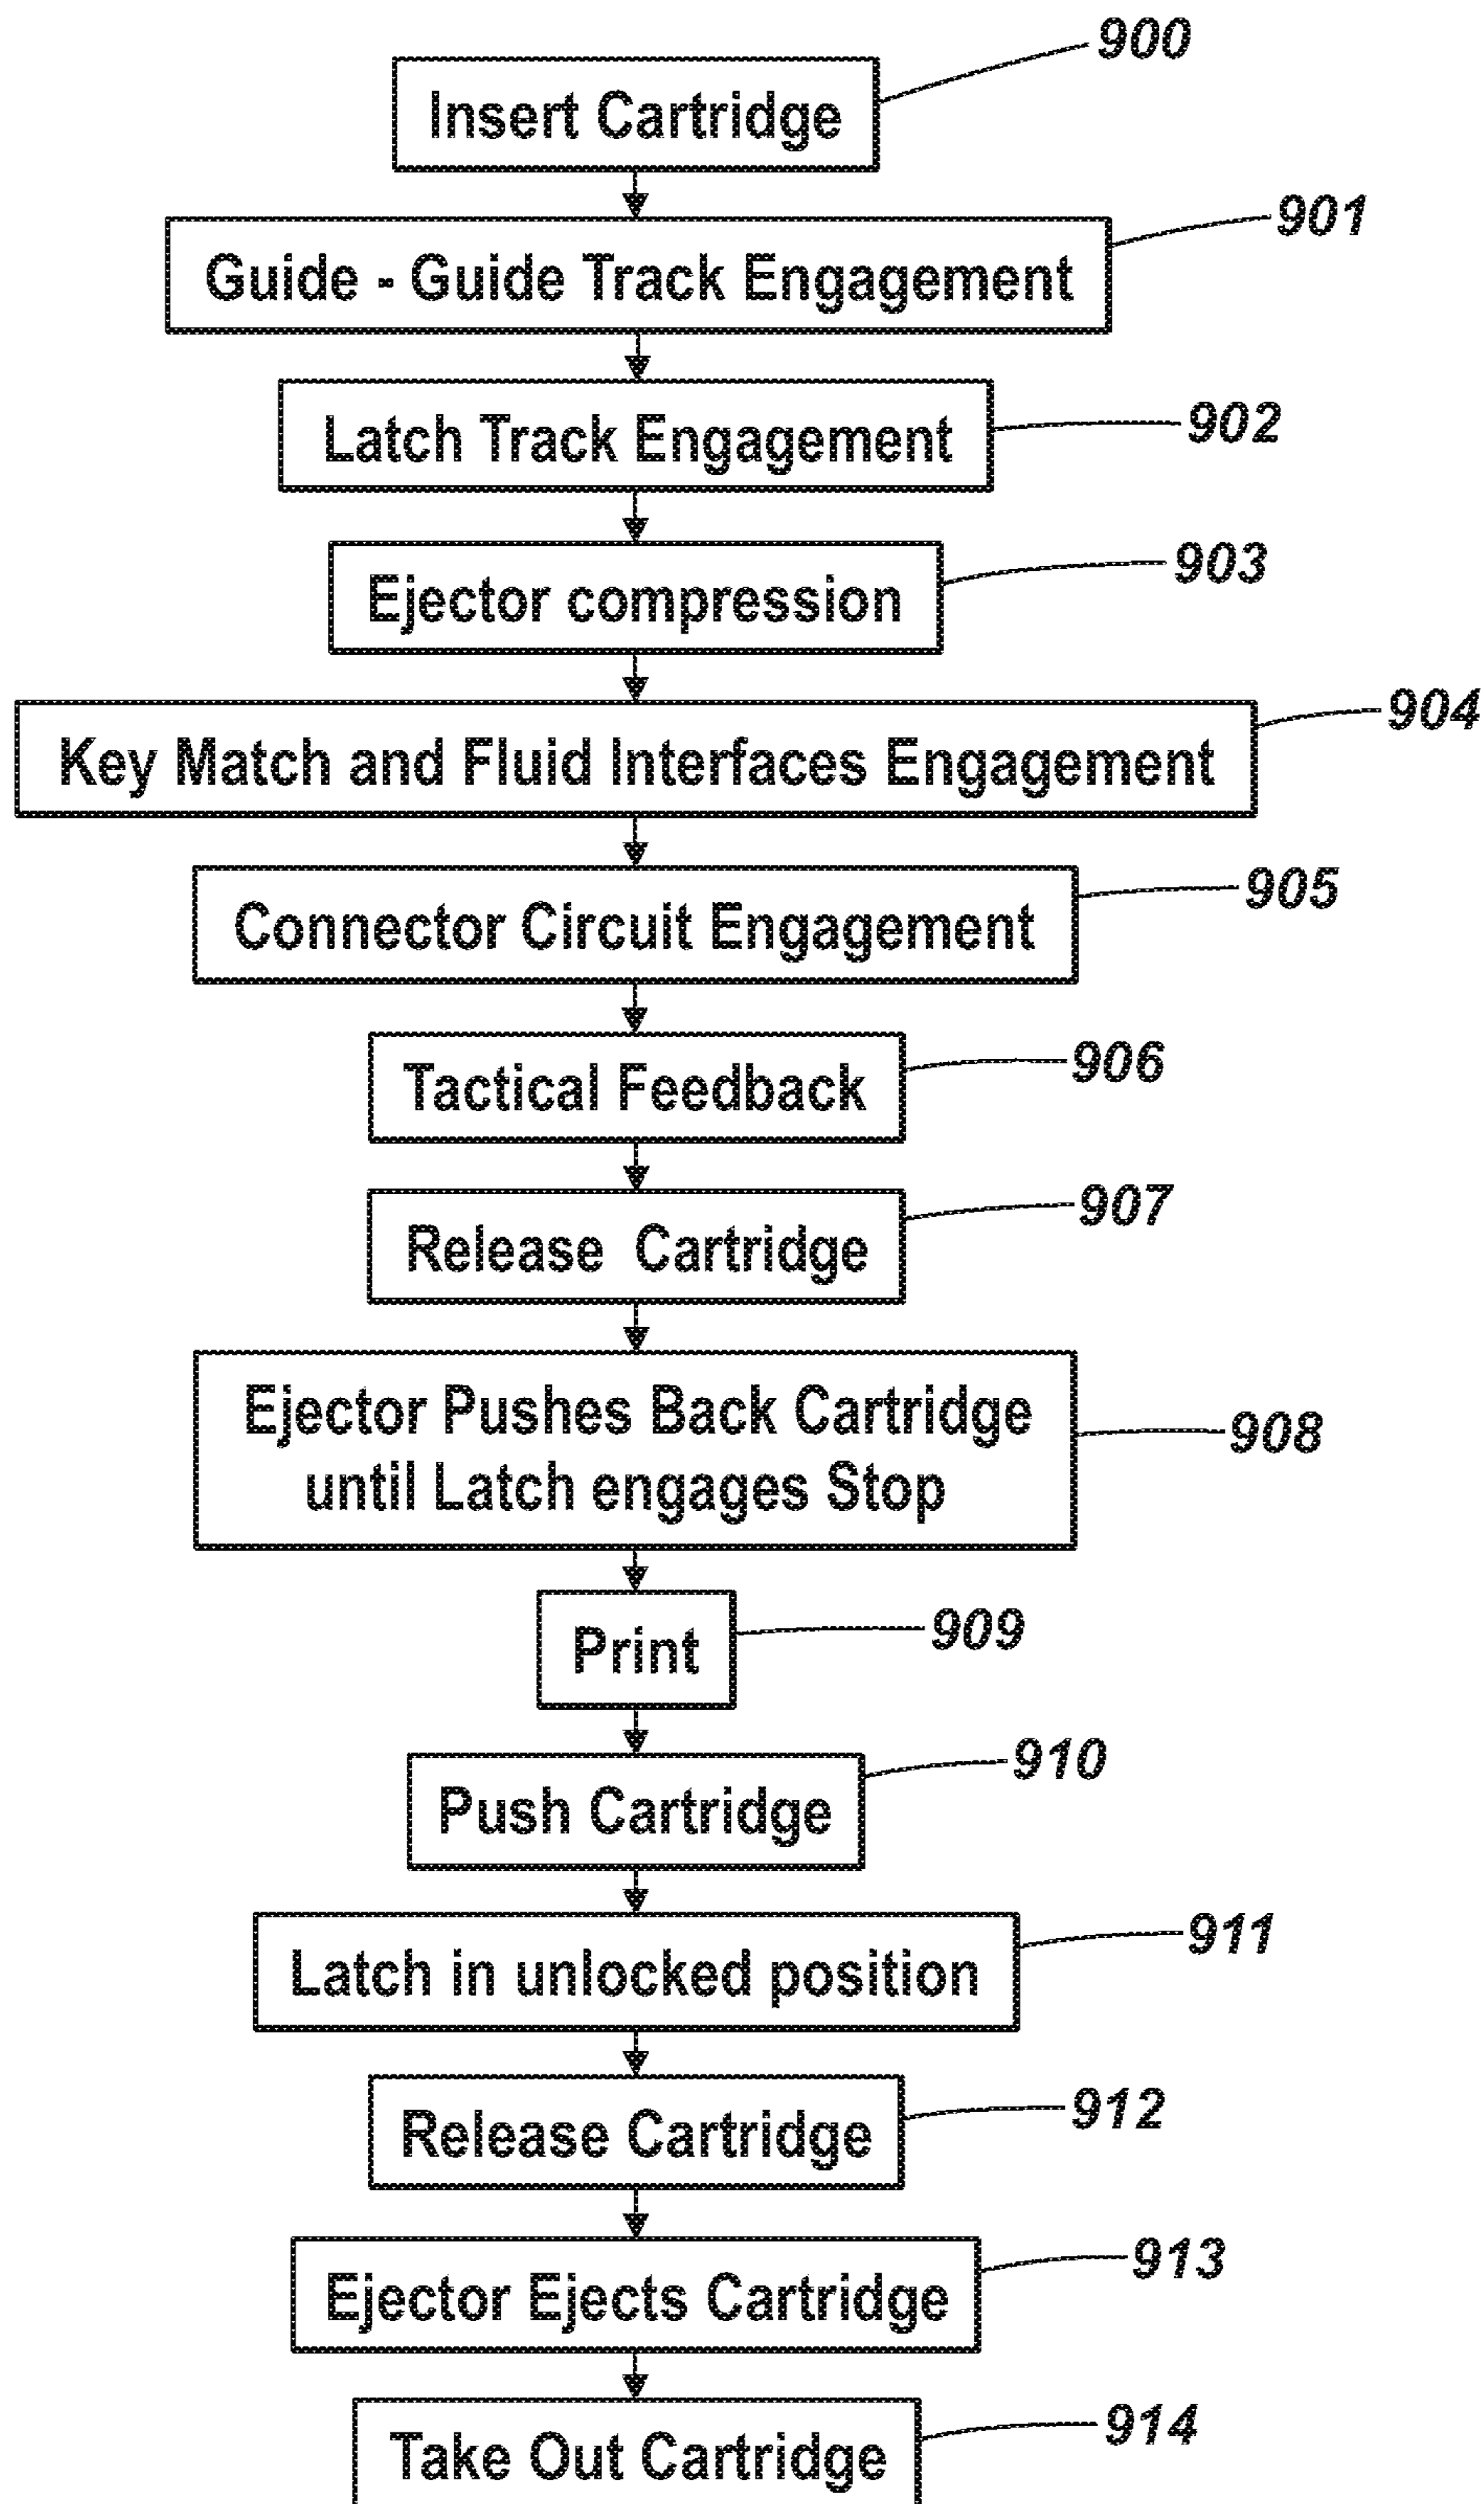 900
Insert Cartridge
901
Guide - Guide Track Engagement
902
Latch Track Engagement
903
Ejector compression
904
Key Match and Fluid Interfaces Engagement
905
Connector Circuit Engagement
906
Tactical Feedback
907
Release Cartridge
908
Ejector Pushes Back Cartridge
until Latch engages Stop
909
Print
910
Push Cartridge
911
Latch in unlocked position
912
Release Cartridge
913
Ejector Ejects Cartridge
914
Take Out Cartridge